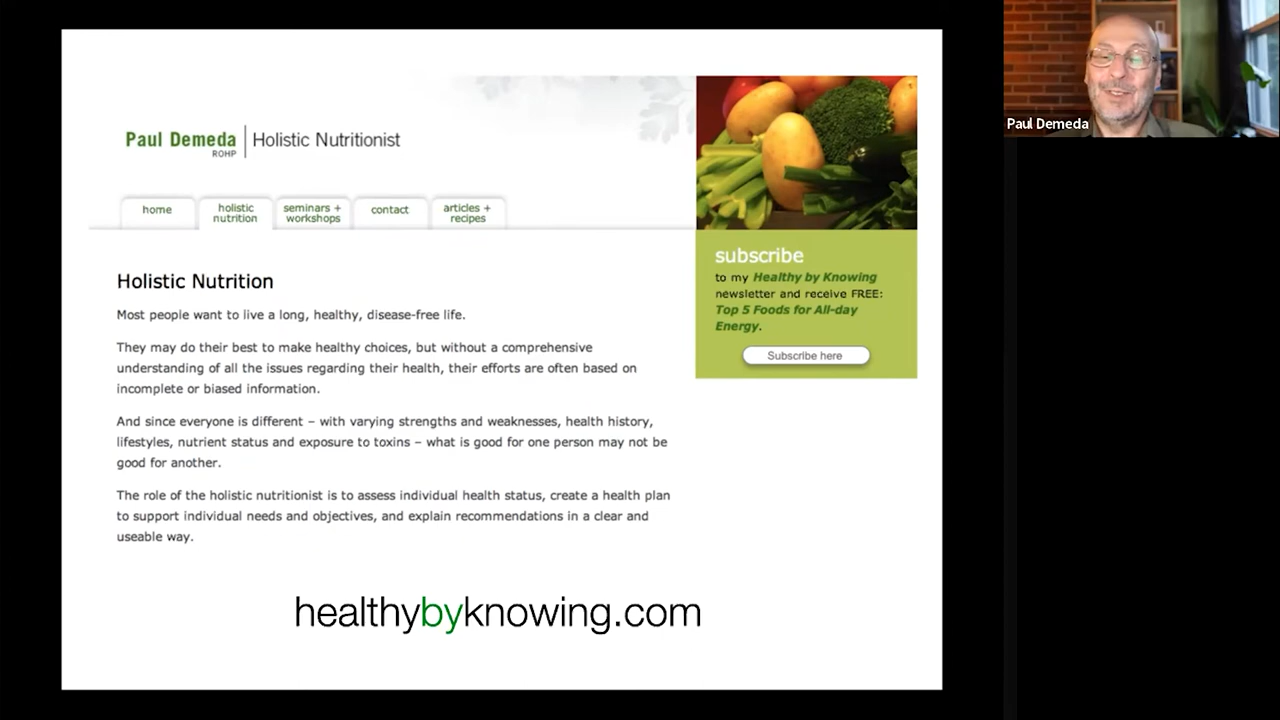 Paul Demeda | Holistic Nutritionist
ROHP
home
holistic
nutrition
seminars +
workshops
contact
articles +
recipes
Holistic Nutrition
Most people want to live a long, healthy, disease-free life.
They may do their best to make healthy choices, but without a comprehensive
understanding of all the issues regarding their health, their efforts are often based on
incomplete or biased information.
And since everyone is different – with varying strengths and weaknesses, health history,
lifestyles, nutrient status and exposure to toxins – what is good for one person may not be
good for another.
The role of the holistic nutritionist is to assess individual health status, create a health plan
to support individual needs and objectives, and explain recommendations in a clear and
useable way.
subscribe
to my Healthy by Knowing
newsletter and receive FREE:
Top 5 Foods for All-day
Energy.
Subscribe here
healthybyknowing.com
Paul Demeda